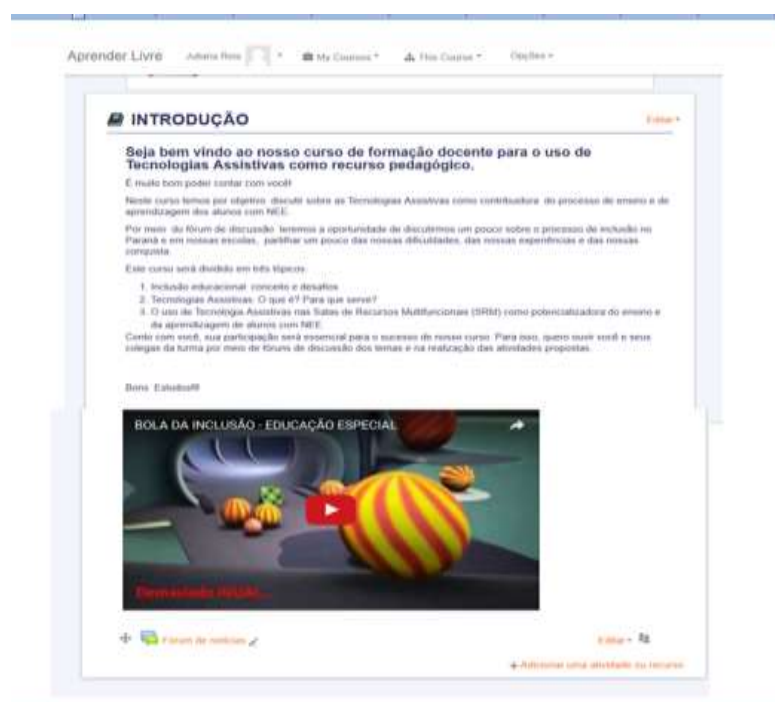 Aprender Livre Juliana Reis My Courses This Course Opções
INTRODUÇÃO Editar
Seja bem vindo ao nosso curso de formação docente para o uso de
Tecnologias Assistivas como recurso pedagógico.
É muito bom poder contar com você!
Neste curso temos por objetivo discutir sobre as Tecnologias Assistivas como contribuidora do processo de ensino e de
aprendizagem dos alunos com NEE.
Por meio do fórum de discussão teremos a oportunidade de discutirmos um pouco sobre o processo de inclusão no
Paraná e em nossas escolas, partilhar um pouco das nossas dificuldades, das nossas experiências e das nossas
conquista.
Este curso será dividido em três tópicos:
1. Inclusão educacional: conceito e desafios
2. Tecnologias Assistivas: O que é? Para que serve?
3. O uso de Tecnologia Assistivas nas Salas de Recursos Multifuncionais (SRM) como potencializadora do ensino e
da aprendizagem de alunos com NEE.
Conto com você, sua participação será essencial para o sucesso do nosso curso. Para isso, quero ouvir você e seus
colegas da turma por meio de fóruns de discussão dos temas e na realização das atividades propostas.
Bons Estudos!!!
BOLA DA INCLUSÃO - EDUCAÇÃO ESPECIAL
Demasiado IGUAL...
Fórum de notícias Editar
Adicionar uma atividade ou recurso